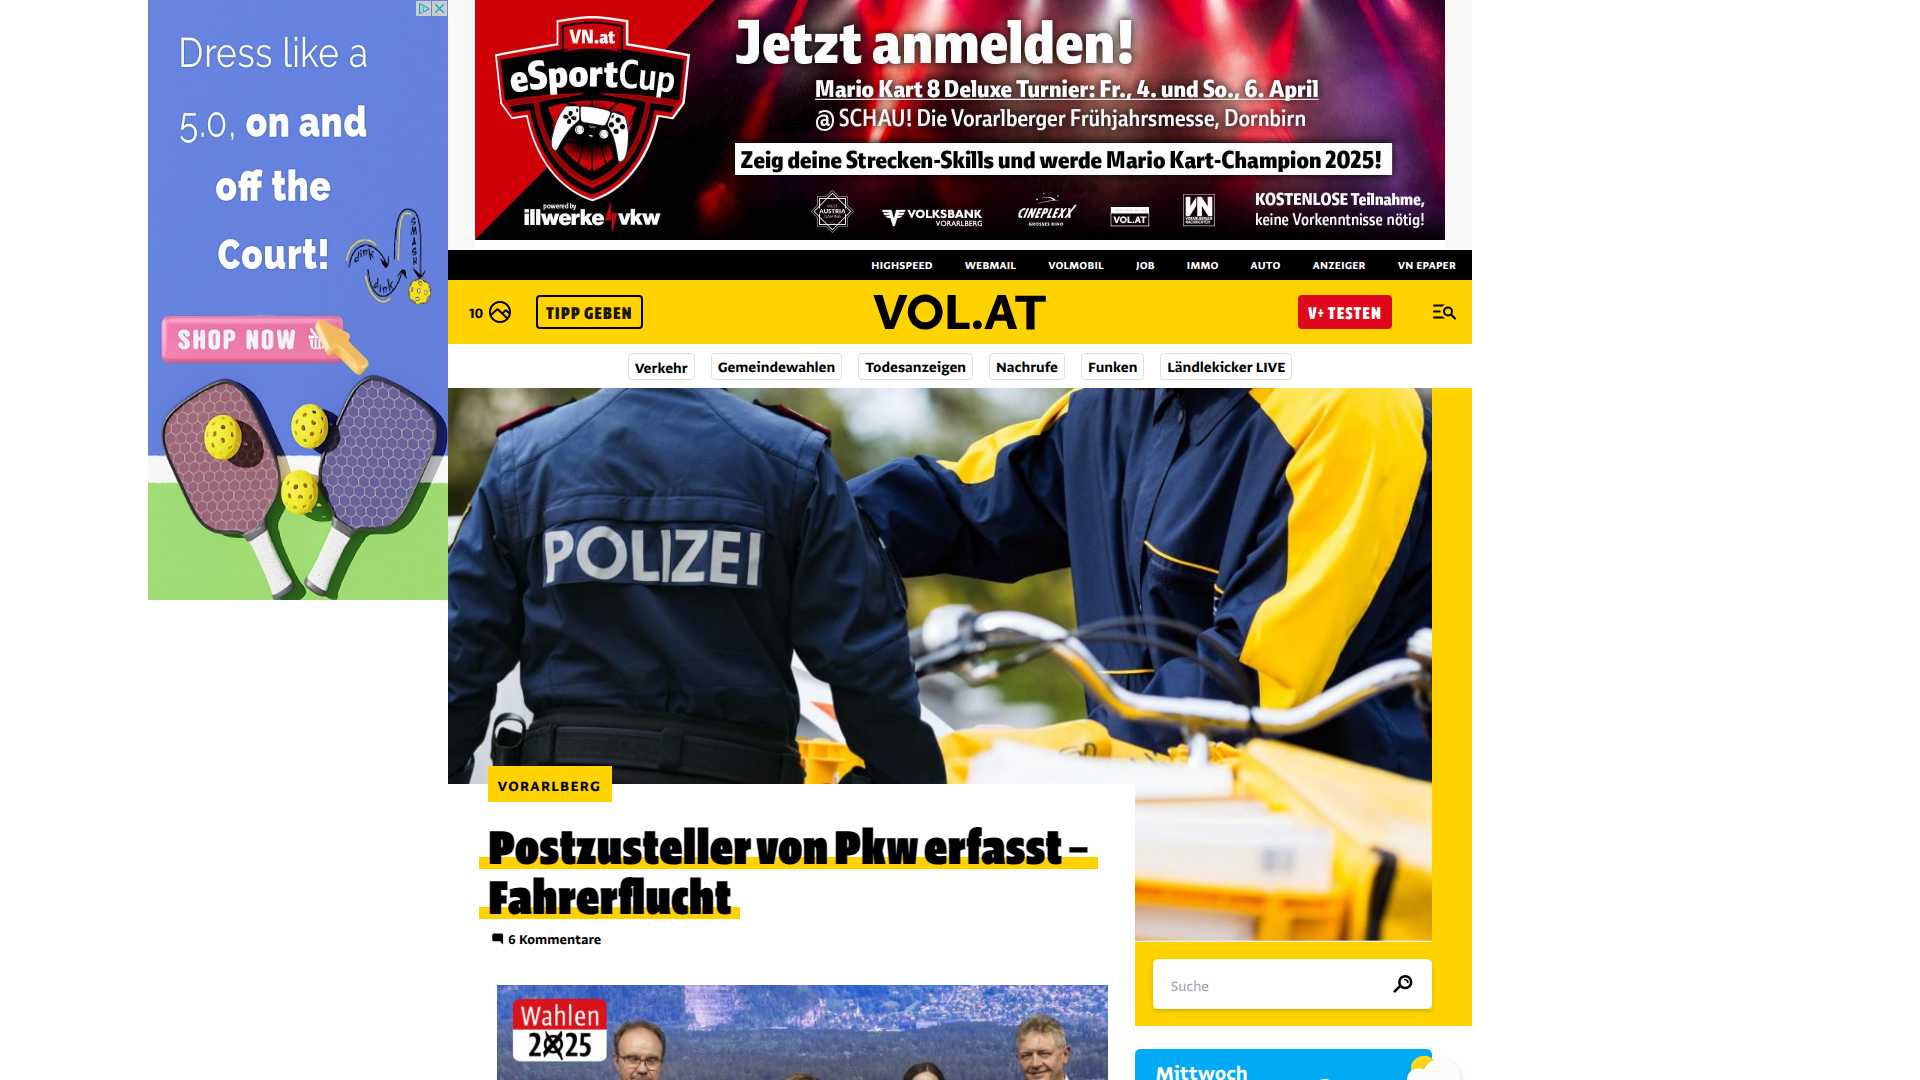 Dress like a
5.0, on and
off the
Court!
dink
dink
SMASH
SHOP NOW
VN.at
eSportCup
powered by
illwerke vkw
Jetzt anmelden!
Mario Kart 8 Deluxe Turnier: Fr., 4. und So., 6. April
@ SCHAU! Die Vorarlberger Frühjahrsmesse, Dornbirn
Zeig deine Strecken-Skills und werde Mario Kart-Champion 2025!
AUSTRIA
VOLKSBANK
VORARLBERG
CINEPLEXX
GROSSES KINO
VOL.AT
VN
KOSTENLOSE Teilnahme,
keine Vorkenntnisse nötig!
HIGHSPEED WEBMAIL VOLMOBIL JOB IMMO AUTO ANZEIGER VN EPAPER
10 TIPP GEBEN VOL.AT V+ TESTEN
Verkehr Gemeindewahlen Todesanzeigen Nachrufe Funken Ländlekicker LIVE
POLIZEI
VORARLBERG
Postzusteller von Pkw erfasst –
Fahrerflucht
6 Kommentare
Suche
Wahlen
2025
Mittwoch